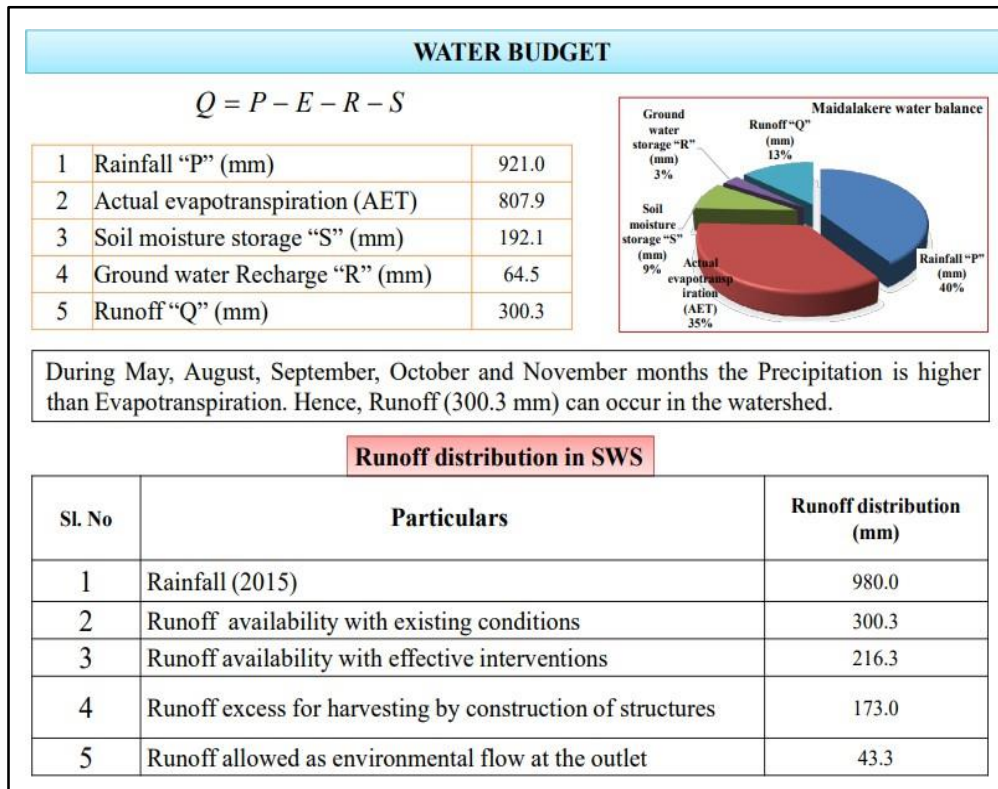 WATER BUDGET
Q = P − E − R − S
1 Rainfall “P” (mm) 921.0
2 Actual evapotranspiration (AET) 807.9
3 Soil moisture storage “S” (mm) 192.1
4 Ground water Recharge “R” (mm) 64.5
5 Runoff “Q” (mm) 300.3
Maidalakere water balance
Ground
water
storage “R”
(mm)
3%
Runoff “Q”
(mm)
13%
Soil
moisture
storage “S”
(mm)
9%
Actual
evapotransp
iration
(AET)
35%
Rainfall “P”
(mm)
40%
During May, August, September, October and November months the Precipitation is higher
than Evapotranspiration. Hence, Runoff (300.3 mm) can occur in the watershed.
Runoff distribution in SWS
Sl. No Particulars Runoff distribution
(mm)
1 Rainfall (2015) 980.0
2 Runoff availability with existing conditions 300.3
3 Runoff availability with effective interventions 216.3
4 Runoff excess for harvesting by construction of structures 173.0
5 Runoff allowed as environmental flow at the outlet 43.3